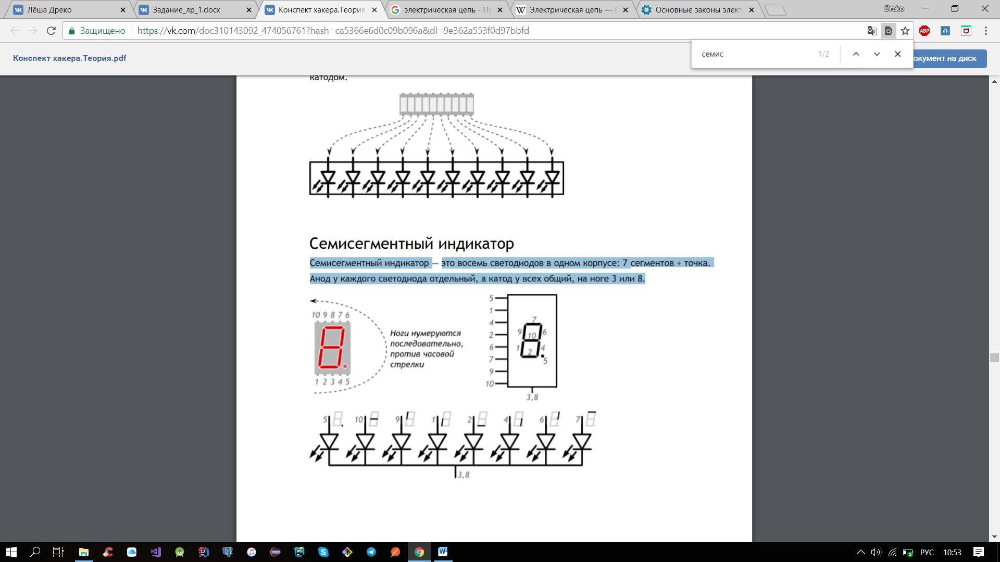 Лёша Дреко
Задание_лр_1.docx
Конспект хакера.Теория
электрическая цепь - По
Электрическая цепь —
Основные законы элект
Dreko
Защищено
https://vk.com/doc310143092_474056761?hash=ca5366e6d0c09b096a&dl=9e362a553f0d97bbfd
ABP
Конспект хакера.Теория.pdf
семис
1/2
окумент на диск
катодом.
Семисегментный индикатор
Семисегментный индикатор — это восемь светодиодов в одном корпусе: 7 сегментов + точка.
Анод у каждого светодиода отдельный, а катод у всех общий, на ноге 3 или 8.
10 9 8 7 6
1 2 3 4 5
Ноги нумеруются
последовательно,
против часовой
стрелки
5
1
4
2
6
7
9
10
7
9 10 6
1 2 4
5
3,8
5 10 9 1 2 4 6 7
3,8
WS
РУС
10:53